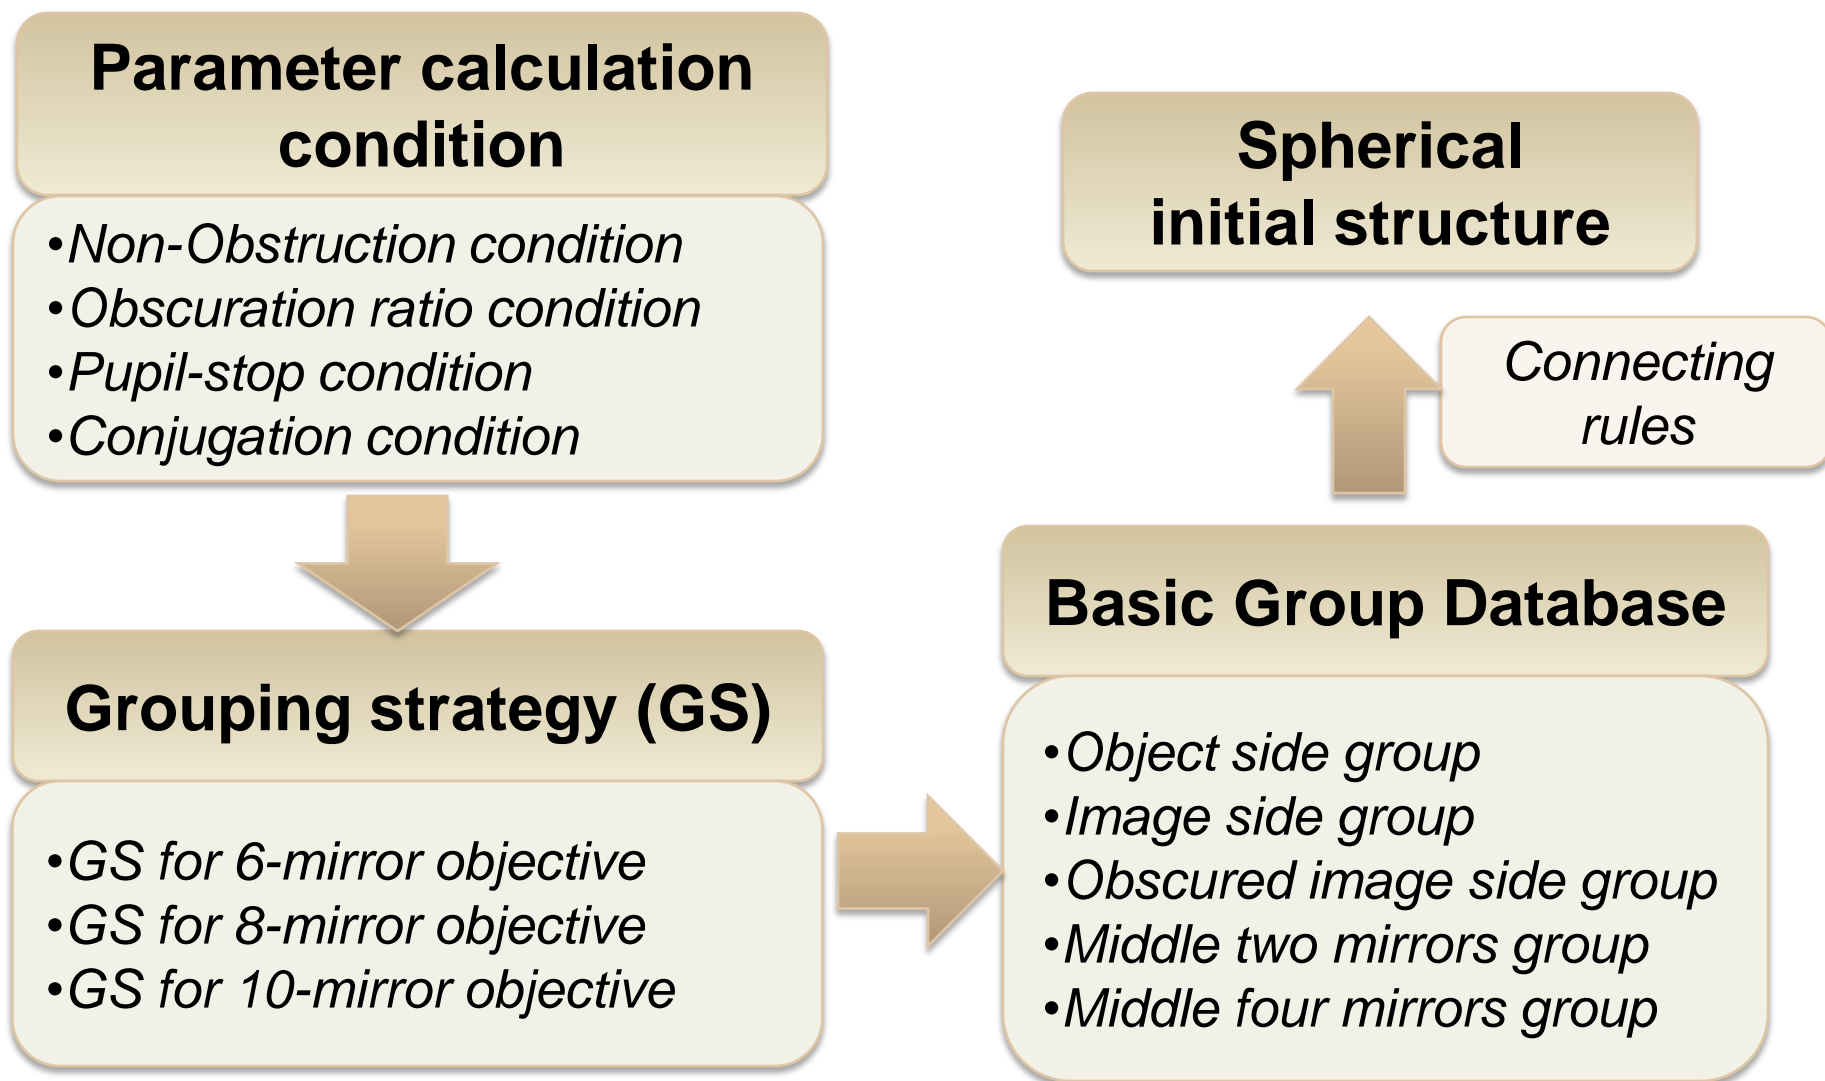 Parameter calculation
condition
•Non-Obstruction condition
•Obscuration ratio condition
•Pupil-stop condition
•Conjugation condition
Grouping strategy (GS)
•GS for 6-mirror objective
•GS for 8-mirror objective
•GS for 10-mirror objective
Basic Group Database
•Object side group
•Image side group
•Obscured image side group
•Middle two mirrors group
•Middle four mirrors group
Connecting
rules
Spherical
initial structure